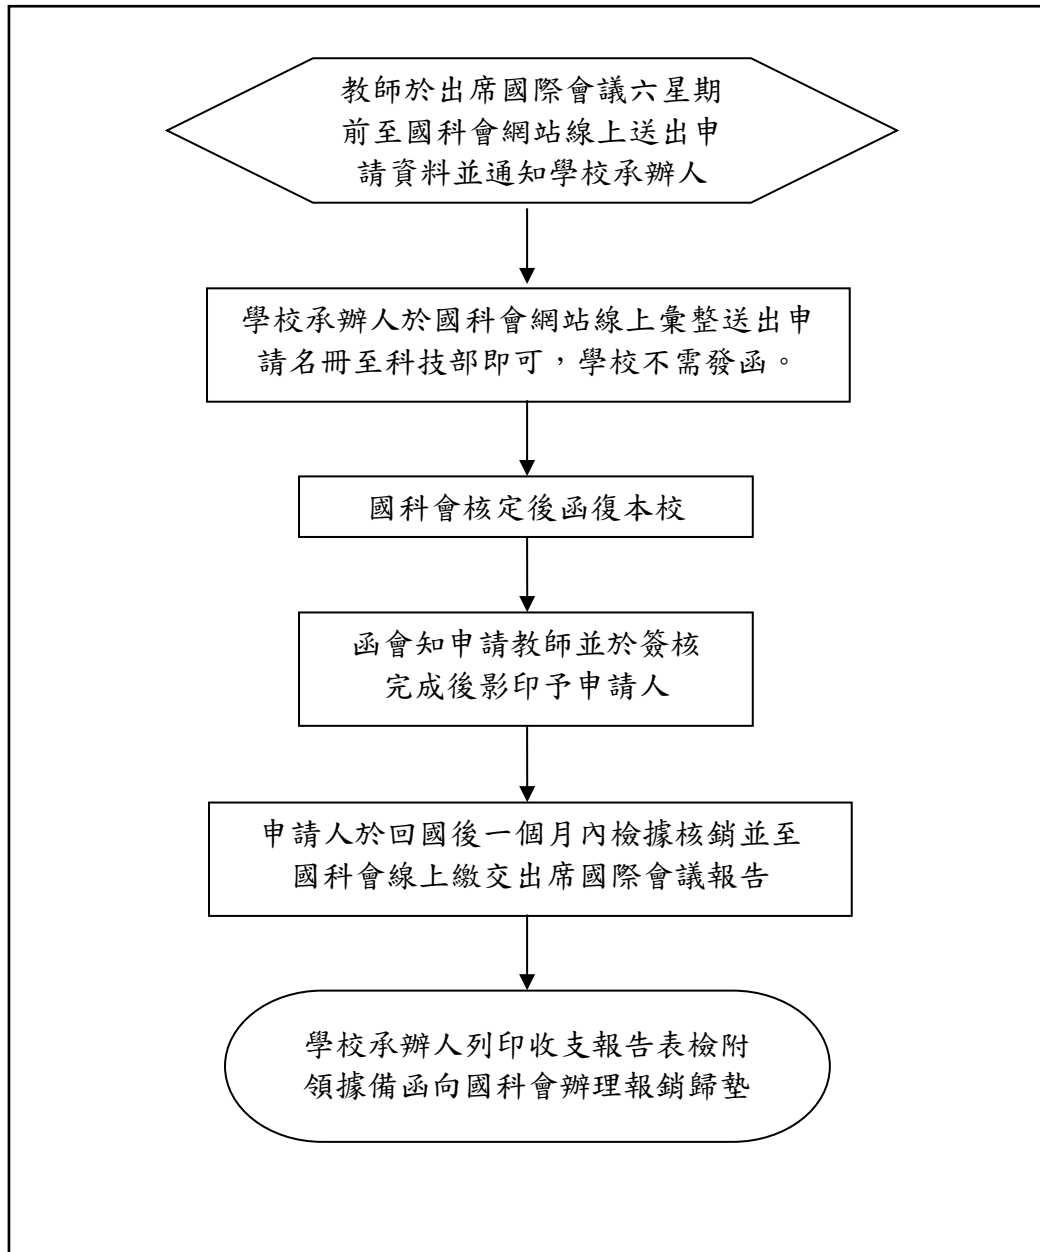 教師於出席國際會議六星期
前至國科會網站線上送出申
請資料並通知學校承辦人
學校承辦人於國科會網站線上彙整送出申
請名冊至科技部即可，學校不需發函。
國科會核定後函復本校
函會知申請教師並於簽核
完成後影印予申請人
申請人於回國後一個月內檢據核銷並至
國科會線上繳交出席國際會議報告
學校承辦人列印收支報告表檢附
領據備函向國科會辦理報銷歸墊